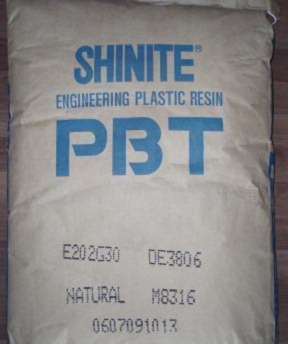 SHINITE®
ENGINEERING PLASTIC RESIN
PBT
E202G30 DE3806
NATURAL M8316
0607091013